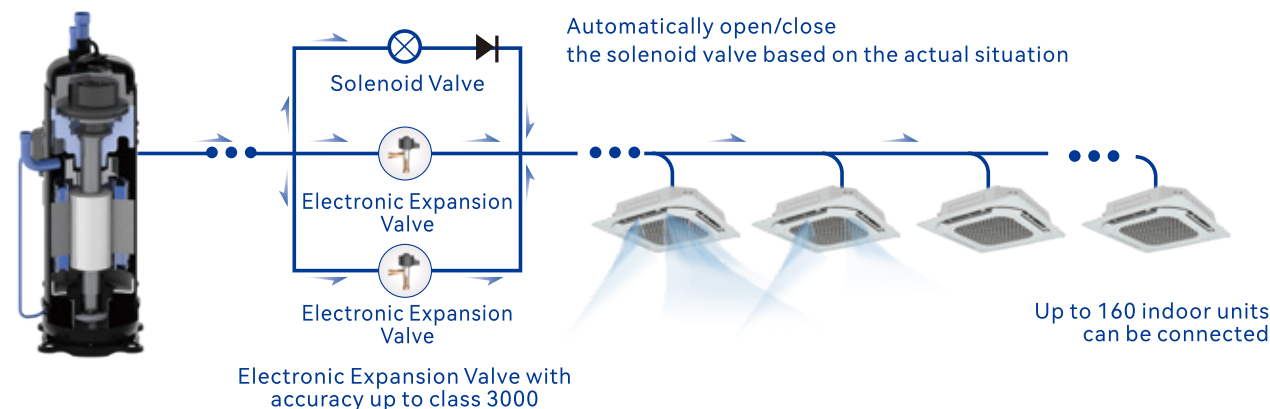 Automatically open/close
the solenoid valve based on the actual situation
Solenoid Valve
Electronic Expansion
Valve
Electronic Expansion
Valve
Electronic Expansion Valve with
accuracy up to class 3000
Up to 160 indoor units
can be connected